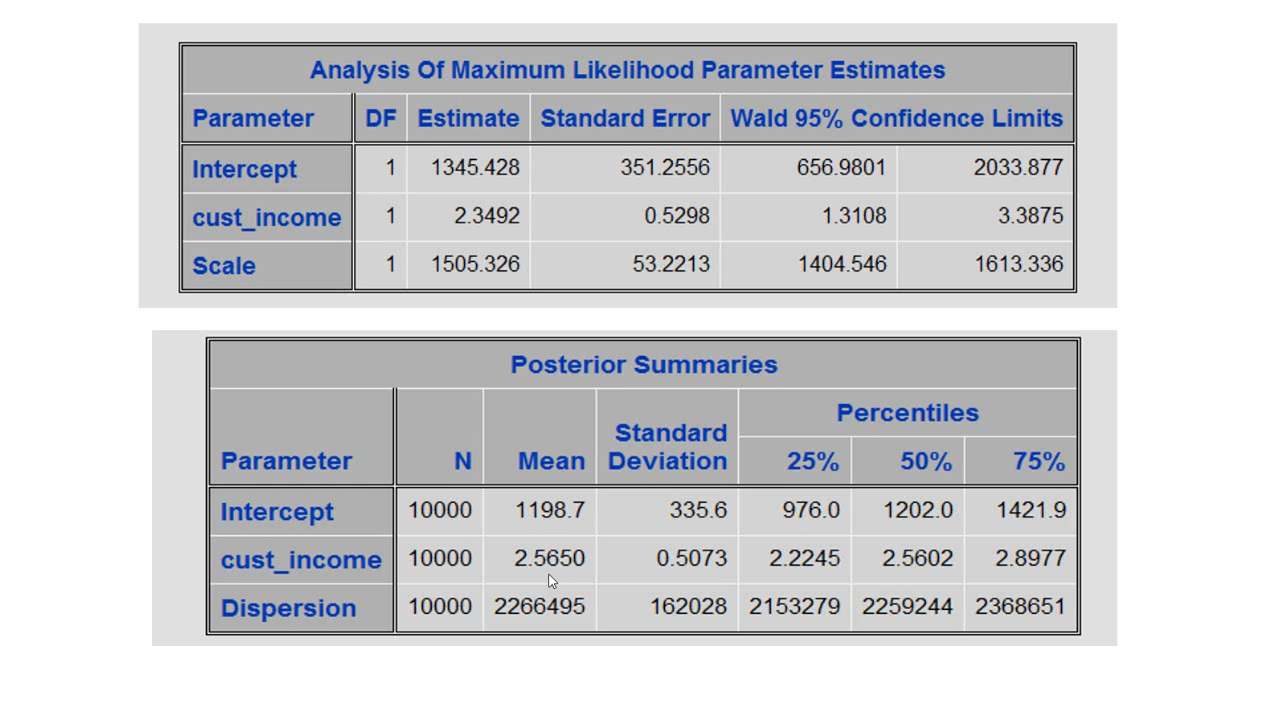 Analysis Of Maximum Likelihood Parameter Estimates
Parameter DF Estimate Standard Error Wald 95% Confidence Limits
Intercept 1 1345.428 351.2556 656.9801 2033.877
cust_income 1 2.3492 0.5298 1.3108 3.3875
Scale 1 1505.326 53.2213 1404.546 1613.336
Posterior Summaries
Percentiles
Standard
Parameter N Mean Deviation 25% 50% 75%
Intercept 10000 1198.7 335.6 976.0 1202.0 1421.9
cust_income 10000 2.5650 0.5073 2.2245 2.5602 2.8977
Dispersion 10000 2266495 162028 2153279 2259244 2368651